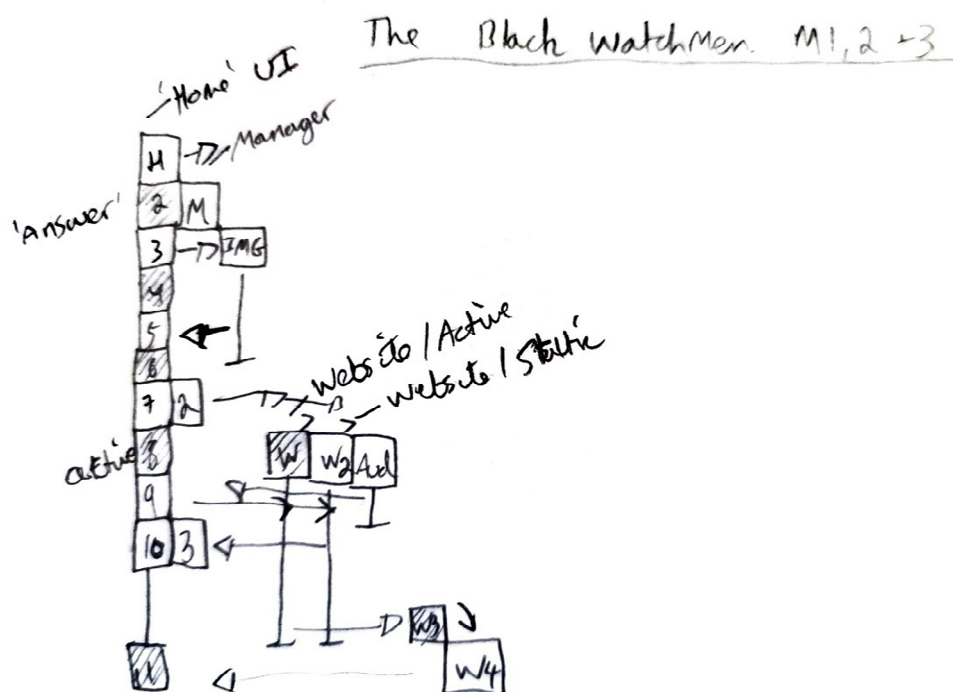 The Black Watchmen M1, 2 + 3
'Home' UI
H Manager
'Answer' 2 M
3 IMG
4
5
6
Website / Active
Website / Static
7 2
active 8 W W2 Aud
9
10 3
W3
11 W4